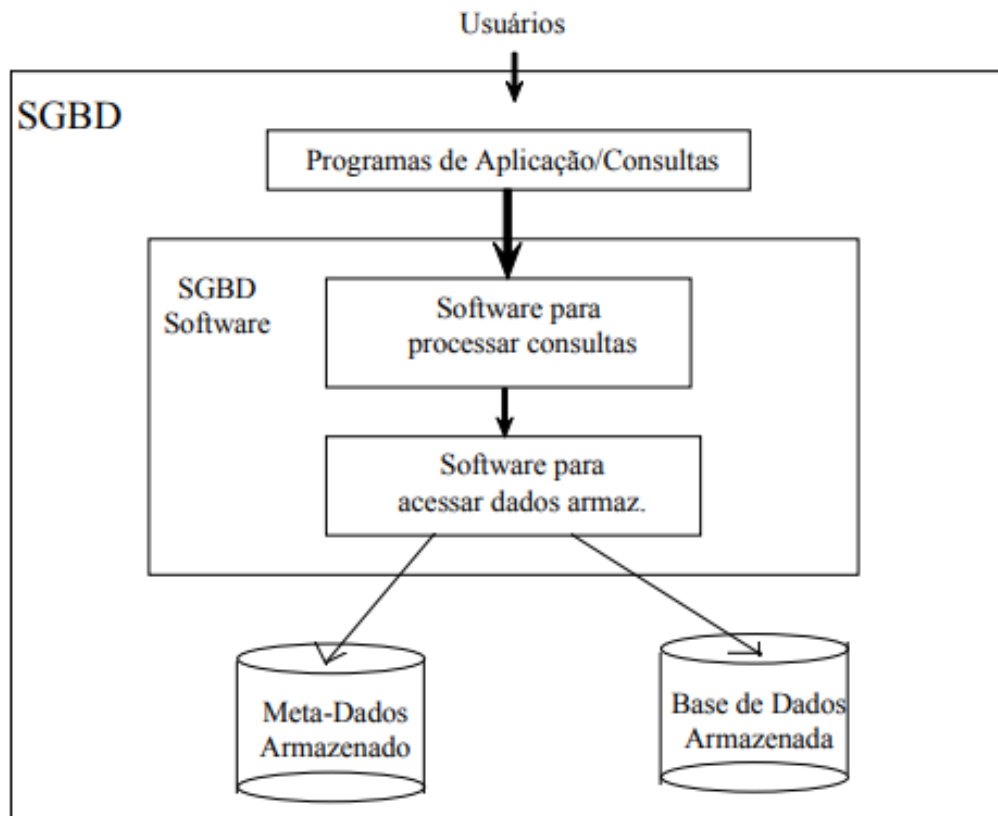 Usuários
SGBD
Programas de Aplicação/Consultas
SGBD
Software
Software para
processar consultas
Software para
acessar dados armaz.
Meta-Dados
Armazenado
Base de Dados
Armazenada